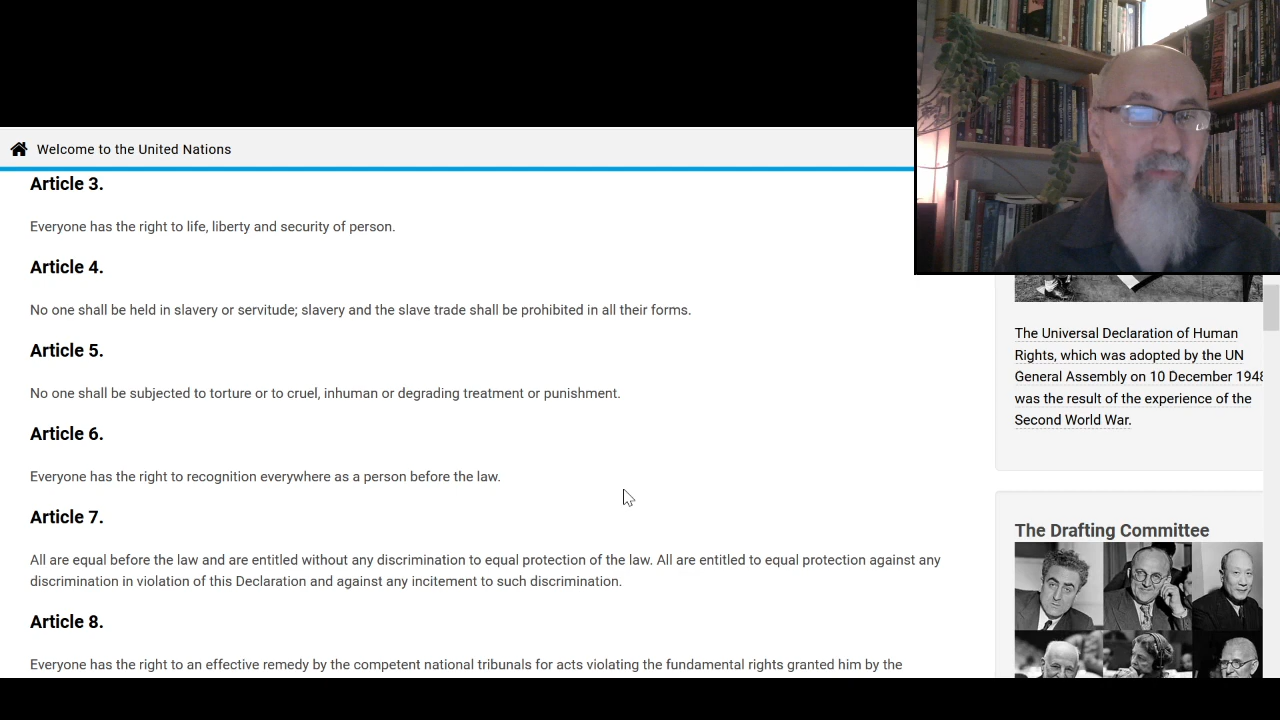 Welcome to the United Nations
Article 3.
Everyone has the right to life, liberty and security of person.
Article 4.
No one shall be held in slavery or servitude; slavery and the slave trade shall be prohibited in all their forms.
Article 5.
No one shall be subjected to torture or to cruel, inhuman or degrading treatment or punishment.
Article 6.
Everyone has the right to recognition everywhere as a person before the law.
Article 7.
All are equal before the law and are entitled without any discrimination to equal protection of the law. All are entitled to equal protection against any
discrimination in violation of this Declaration and against any incitement to such discrimination.
Article 8.
Everyone has the right to an effective remedy by the competent national tribunals for acts violating the fundamental rights granted him by the
The Universal Declaration of Human
Rights, which was adopted by the UN
General Assembly on 10 December 1948
was the result of the experience of the
Second World War.
The Drafting Committee